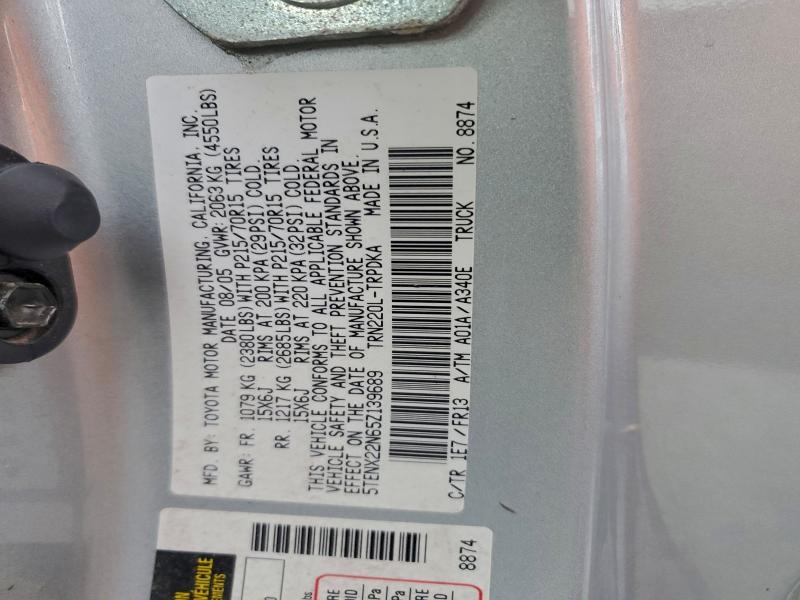 MFD. BY: TOYOTA MOTOR MANUFACTURING, CALIFORNIA, INC.
DATE 08/05 GVWR: 2063 KG (4550LBS)
GAWR: FR. 1079 KG (2380LBS) WITH P215/70R15 TIRES
15X6J RIMS AT 200 KPA (29PSI) COLD.
RR. 1217 KG (2685LBS) WITH P215/70R15 TIRES
15X6J RIMS AT 220 KPA (32PSI) COLD.
THIS VEHICLE CONFORMS TO ALL APPLICABLE FEDERAL MOTOR
VEHICLE SAFETY AND THEFT PREVENTION STANDARDS IN
EFFECT ON THE DATE OF MANUFACTURE SHOWN ABOVE.
5TENX22N65Z139689 TRN220L-TRPDKA MADE IN U.S.A.
C/TR 1E7/FR13 A/TM A01A/A340E TRUCK NO. 8874
VEHICULE
8874